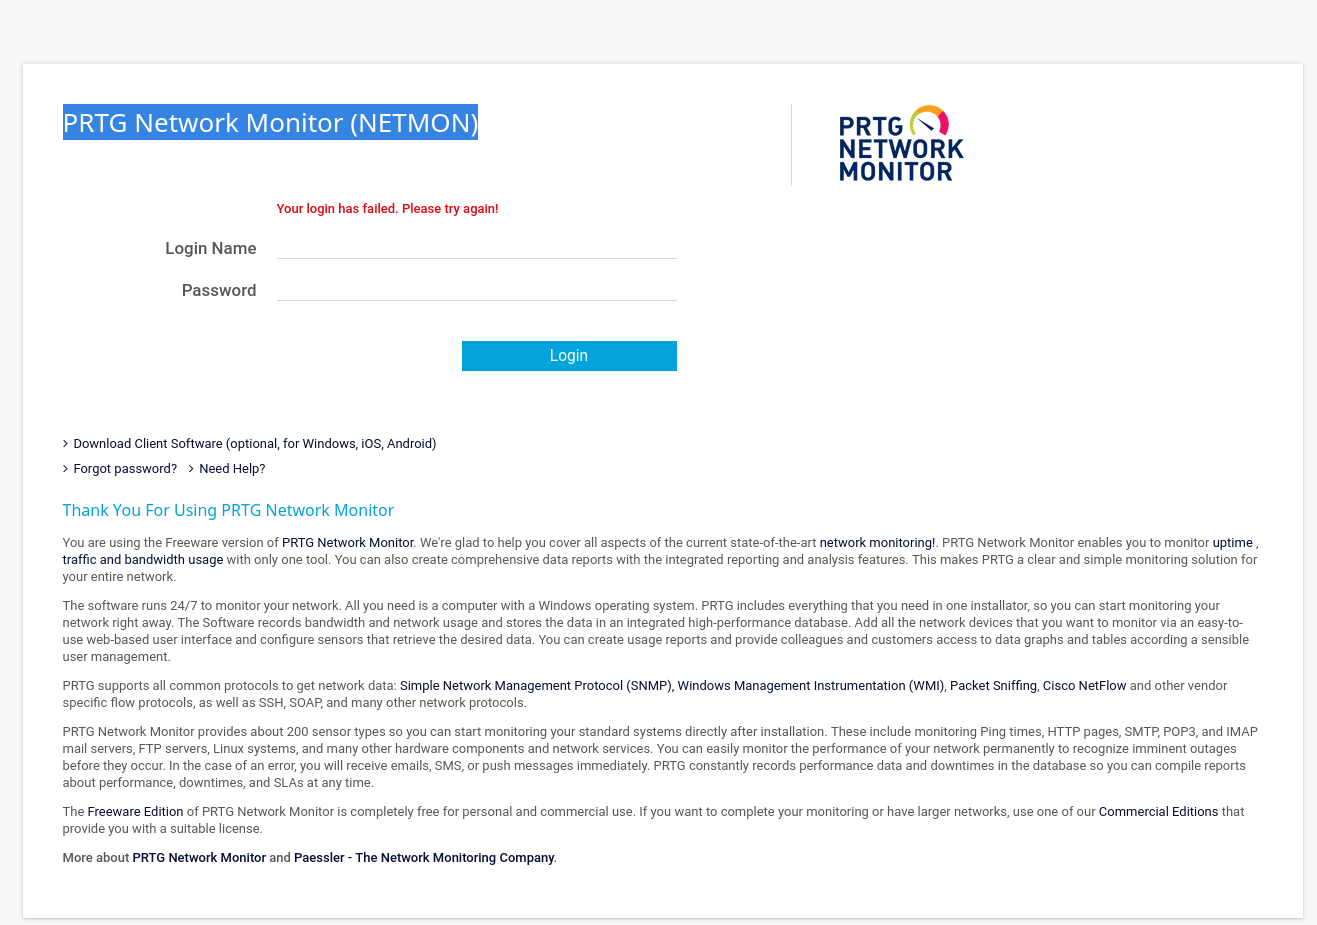 PRTG Network Monitor (NETMON)
PRTG
NETWORK
MONITOR
Your login has failed. Please try again!
Login Name
Password
Login
Download Client Software (optional, for Windows, iOS, Android)
Forgot password? Need Help?
Thank You For Using PRTG Network Monitor
You are using the Freeware version of PRTG Network Monitor. We're glad to help you cover all aspects of the current state-of-the-art network monitoring!. PRTG Network Monitor enables you to monitor uptime ,
traffic and bandwidth usage with only one tool. You can also create comprehensive data reports with the integrated reporting and analysis features. This makes PRTG a clear and simple monitoring solution for
your entire network.
The software runs 24/7 to monitor your network. All you need is a computer with a Windows operating system. PRTG includes everything that you need in one installator, so you can start monitoring your
network right away. The Software records bandwidth and network usage and stores the data in an integrated high-performance database. Add all the network devices that you want to monitor via an easy-to-
use web-based user interface and configure sensors that retrieve the desired data. You can create usage reports and provide colleagues and customers access to data graphs and tables according a sensible
user management.
PRTG supports all common protocols to get network data: Simple Network Management Protocol (SNMP), Windows Management Instrumentation (WMI), Packet Sniffing, Cisco NetFlow and other vendor
specific flow protocols, as well as SSH, SOAP, and many other network protocols.
PRTG Network Monitor provides about 200 sensor types so you can start monitoring your standard systems directly after installation. These include monitoring Ping times, HTTP pages, SMTP, POP3, and IMAP
mail servers, FTP servers, Linux systems, and many other hardware components and network services. You can easily monitor the performance of your network permanently to recognize imminent outages
before they occur. In the case of an error, you will receive emails, SMS, or push messages immediately. PRTG constantly records performance data and downtimes in the database so you can compile reports
about performance, downtimes, and SLAs at any time.
The Freeware Edition of PRTG Network Monitor is completely free for personal and commercial use. If you want to complete your monitoring or have larger networks, use one of our Commercial Editions that
provide you with a suitable license.
More about PRTG Network Monitor and Paessler - The Network Monitoring Company.